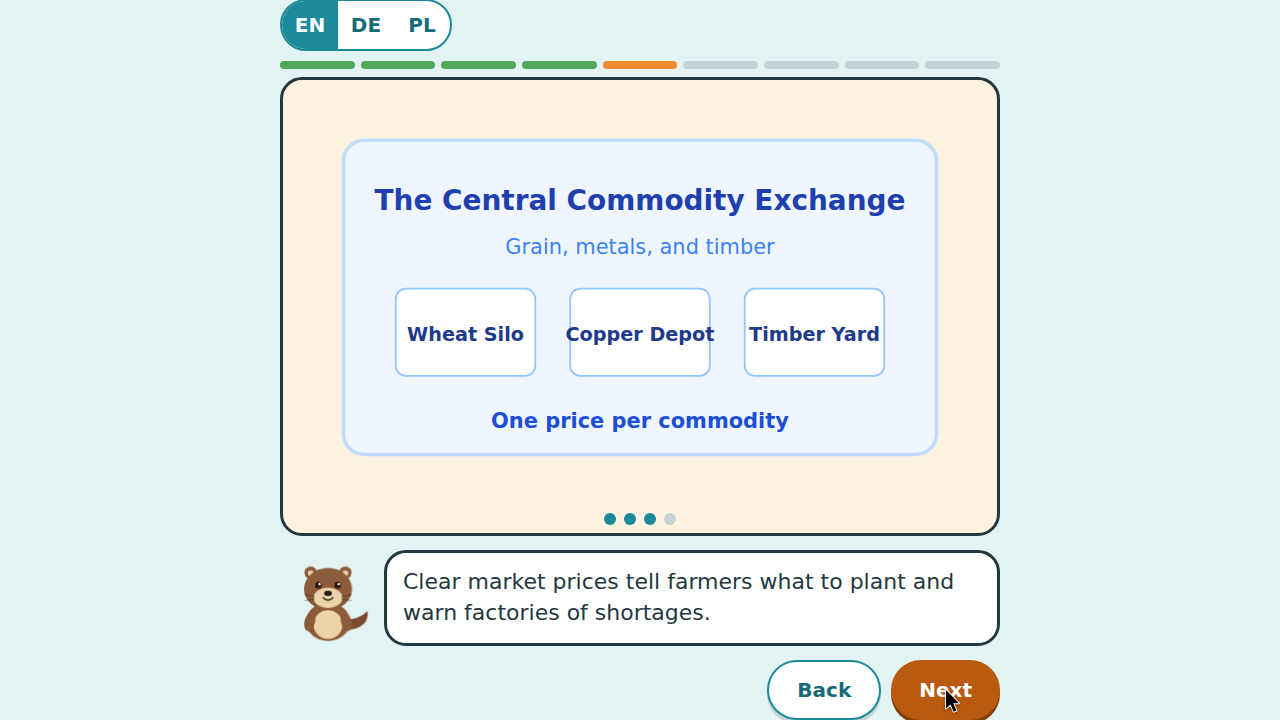 EN DE PL
The Central Commodity Exchange
Grain, metals, and timber
Wheat Silo
Copper Depot
Timber Yard
One price per commodity
Clear market prices tell farmers what to plant and
warn factories of shortages.
Back
Next